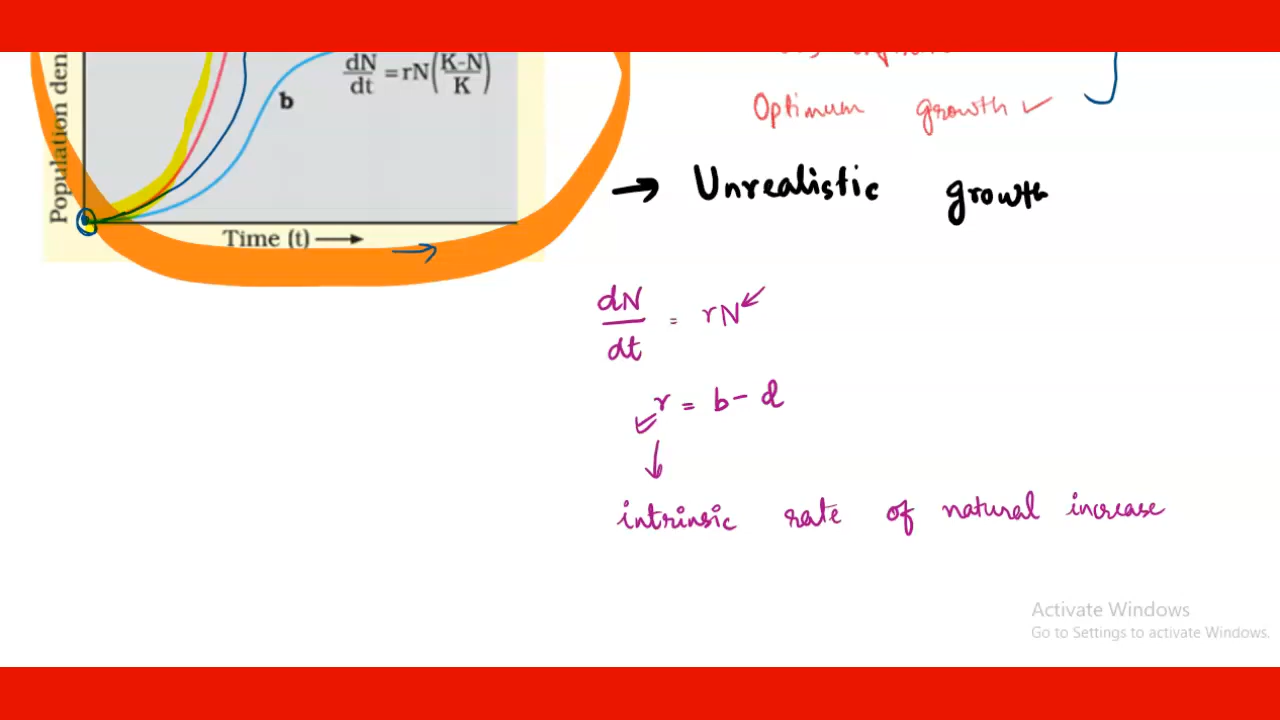 Population den
dN/dt = rN(K-N/K)
b
Time (t)
Optimum growth ✓
→ Unrealistic growth
dN/dt = rN
r = b - d
intrinsic rate of natural increase
Activate Windows
Go to Settings to activate Windows.